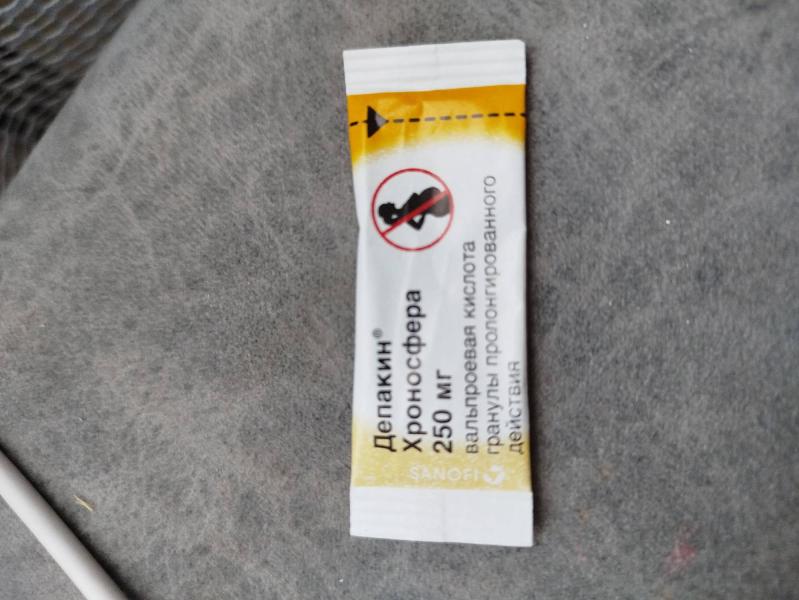 Депакин®
Хроносфера
250 мг
вальпроевая кислота
гранулы пролонгированного
действия
SANOFI